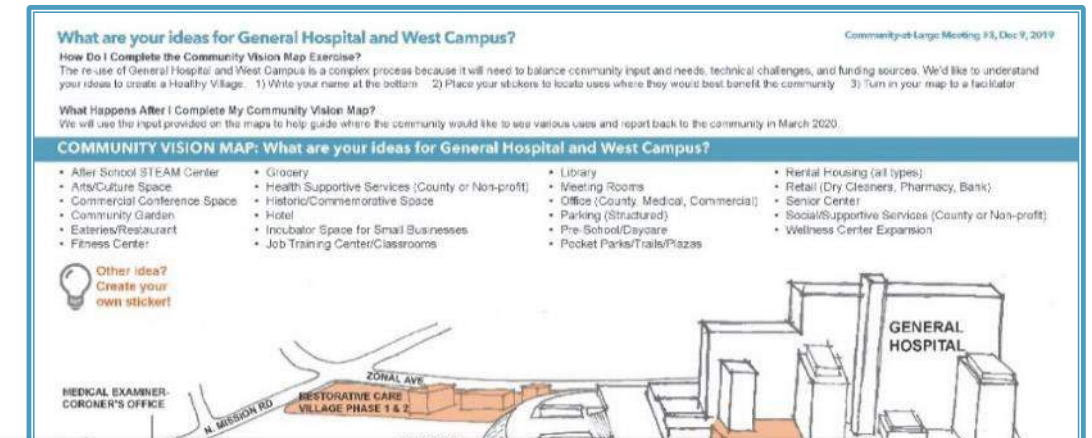 What are your ideas for General Hospital and West Campus?
Community-at-Large Meeting #3, Dec 9, 2019
How Do I Complete the Community Vision Map Exercise?
The re-use of General Hospital and West Campus is a complex process because it will need to balance community input and needs, technical challenges, and funding sources. We'd like to understand
your ideas to create a Healthy Village. 1) Write your name at the bottom 2) Place your stickers to locate uses where they would best benefit the community 3) Turn in your map to a facilitator
What Happens After I Complete My Community Vision Map?
We will use the input provided on the maps to help guide where the community would like to see various uses and report back to the community in March 2020.
COMMUNITY VISION MAP: What are your ideas for General Hospital and West Campus?
• After School STEAM Center
• Arts/Culture Space
• Commercial Conference Space
• Community Garden
• Eateries/Restaurant
• Fitness Center
• Grocery
• Health Supportive Services (County or Non-profit)
• Historic/Commemorative Space
• Hotel
• Incubator Space for Small Businesses
• Job Training Center/Classrooms
• Library
• Meeting Rooms
• Office (County, Medical, Commercial)
• Parking (Structured)
• Pre-School/Daycare
• Pocket Parks/Trails/Plazas
• Rental Housing (all types)
• Retail (Dry Cleaners, Pharmacy, Bank)
• Senior Center
• Social/Supportive Services (County or Non-profit)
• Wellness Center Expansion
Other idea?
Create your
own sticker!
GENERAL
HOSPITAL
ZONAL AVE
MEDICAL EXAMINER-
CORONER'S OFFICE
RESTORATIVE CARE
VILLAGE PHASE 1 & 2
N. MISSION RD